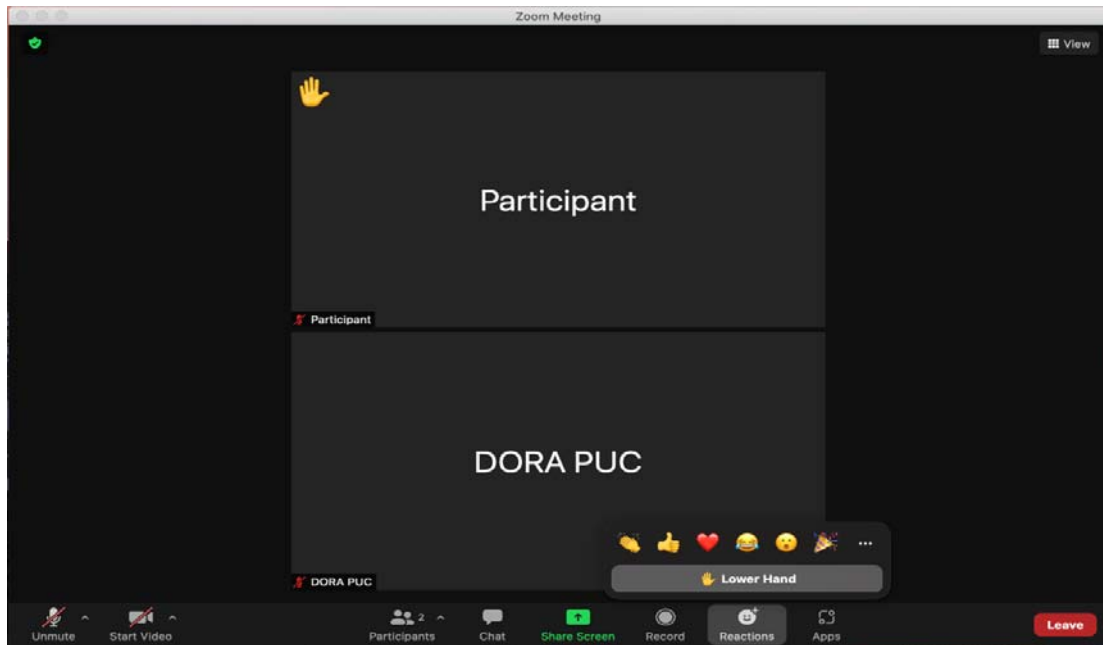 Zoom Meeting
View
Participant
Participant
DORA PUC
DORA PUC
Lower Hand
Unmute
Start Video
2
Participants
Chat
Share Screen
Record
Reactions
Apps
Leave